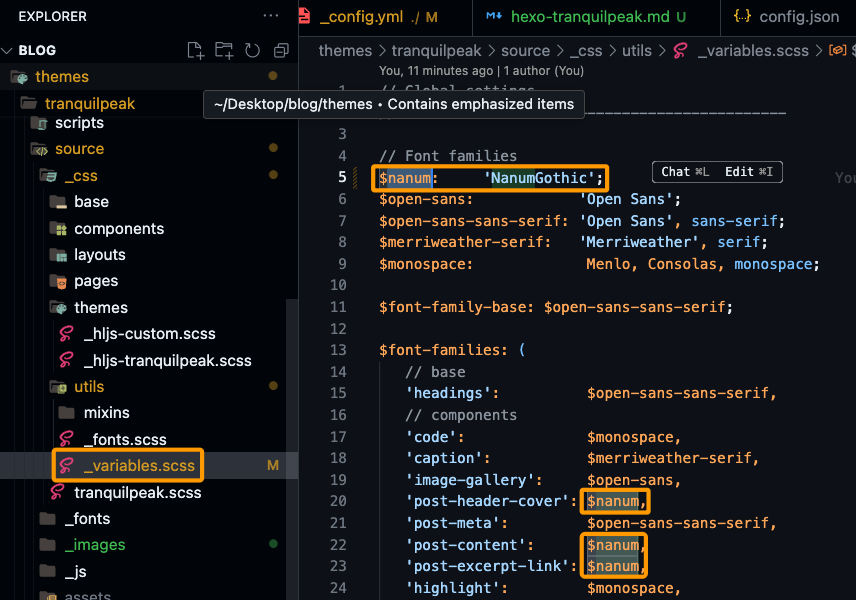 EXPLORER
···
_config.yml ./ M
hexo-tranquilpeak.md U
config.json
BLOG
themes > tranquilpeak > source > _css > utils > _variables.scss >
themes
You, 11 minutes ago | 1 author (You)
tranquilpeak
1 // Global settings
~/Desktop/blog/themes • Contains emphasized items
scripts
3
source
4 // Font families
_css
5 $nanum: 'NanumGothic';
Chat ⌘L Edit ⌘I
You
base
6 $open-sans: 'Open Sans';
components
7 $open-sans-sans-serif: 'Open Sans', sans-serif;
layouts
8 $merriweather-serif: 'Merriweather', serif;
pages
9 $monospace: Menlo, Consolas, monospace;
10
themes
11 $font-family-base: $open-sans-sans-serif;
_hljs-custom.scss
12
_hljs-tranquilpeak.scss
13 $font-families: (
14 // base
utils
15 'headings': $open-sans-sans-serif,
mixins
16 // components
_fonts.scss
17 'code': $monospace,
_variables.scss M
18 'caption': $merriweather-serif,
19 'image-gallery': $open-sans,
tranquilpeak.scss
20 'post-header-cover': $nanum,
_fonts
21 'post-meta': $open-sans-sans-serif,
_images
22 'post-content': $nanum,
_js
23 'post-excerpt-link': $nanum,
24 'highlight': $monospace,
assets